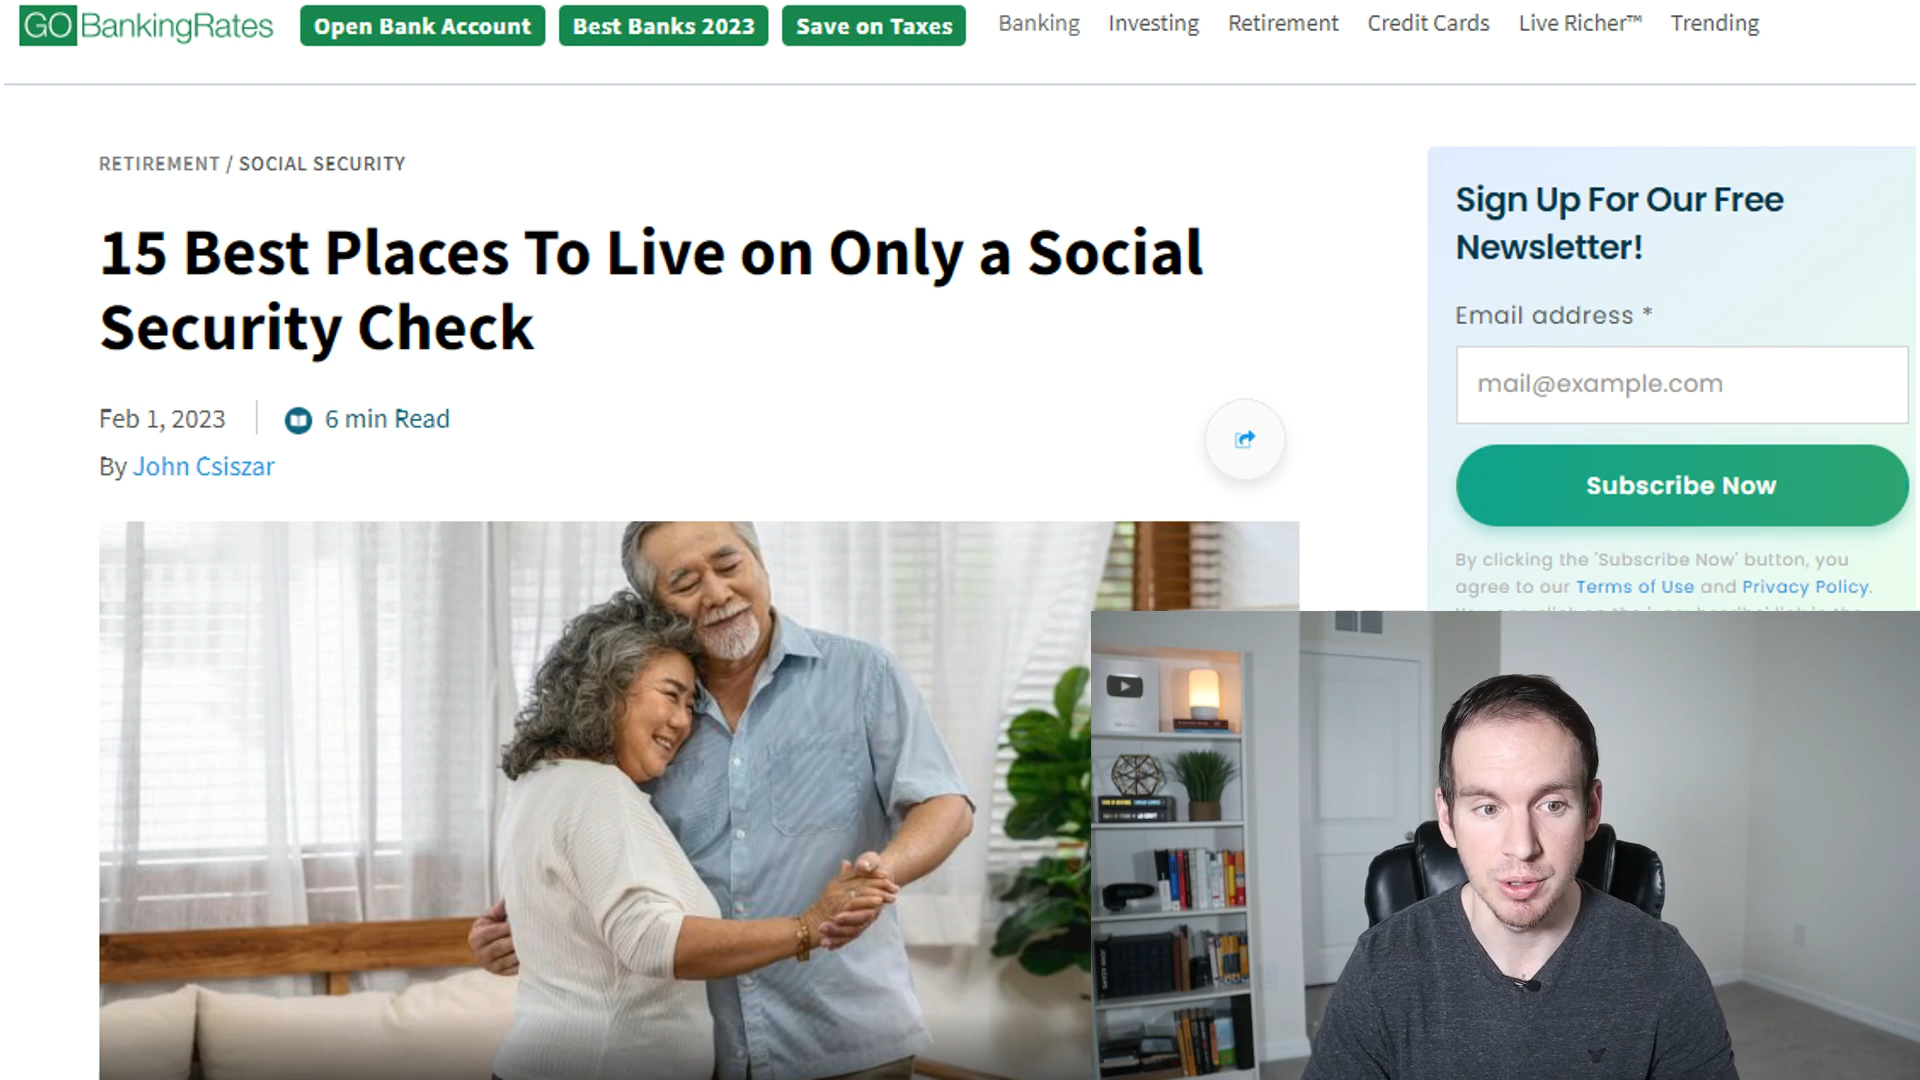 GOBankingRates
Open Bank Account
Best Banks 2023
Save on Taxes
Banking
Investing
Retirement
Credit Cards
Live Richer™
Trending
RETIREMENT / SOCIAL SECURITY
15 Best Places To Live on Only a Social
Security Check
Feb 1, 2023
6 min Read
By John Csiszar
Sign Up For Our Free
Newsletter!
Email address *
mail@example.com
Subscribe Now
By clicking the 'Subscribe Now' button, you
agree to our Terms of Use and Privacy Policy.